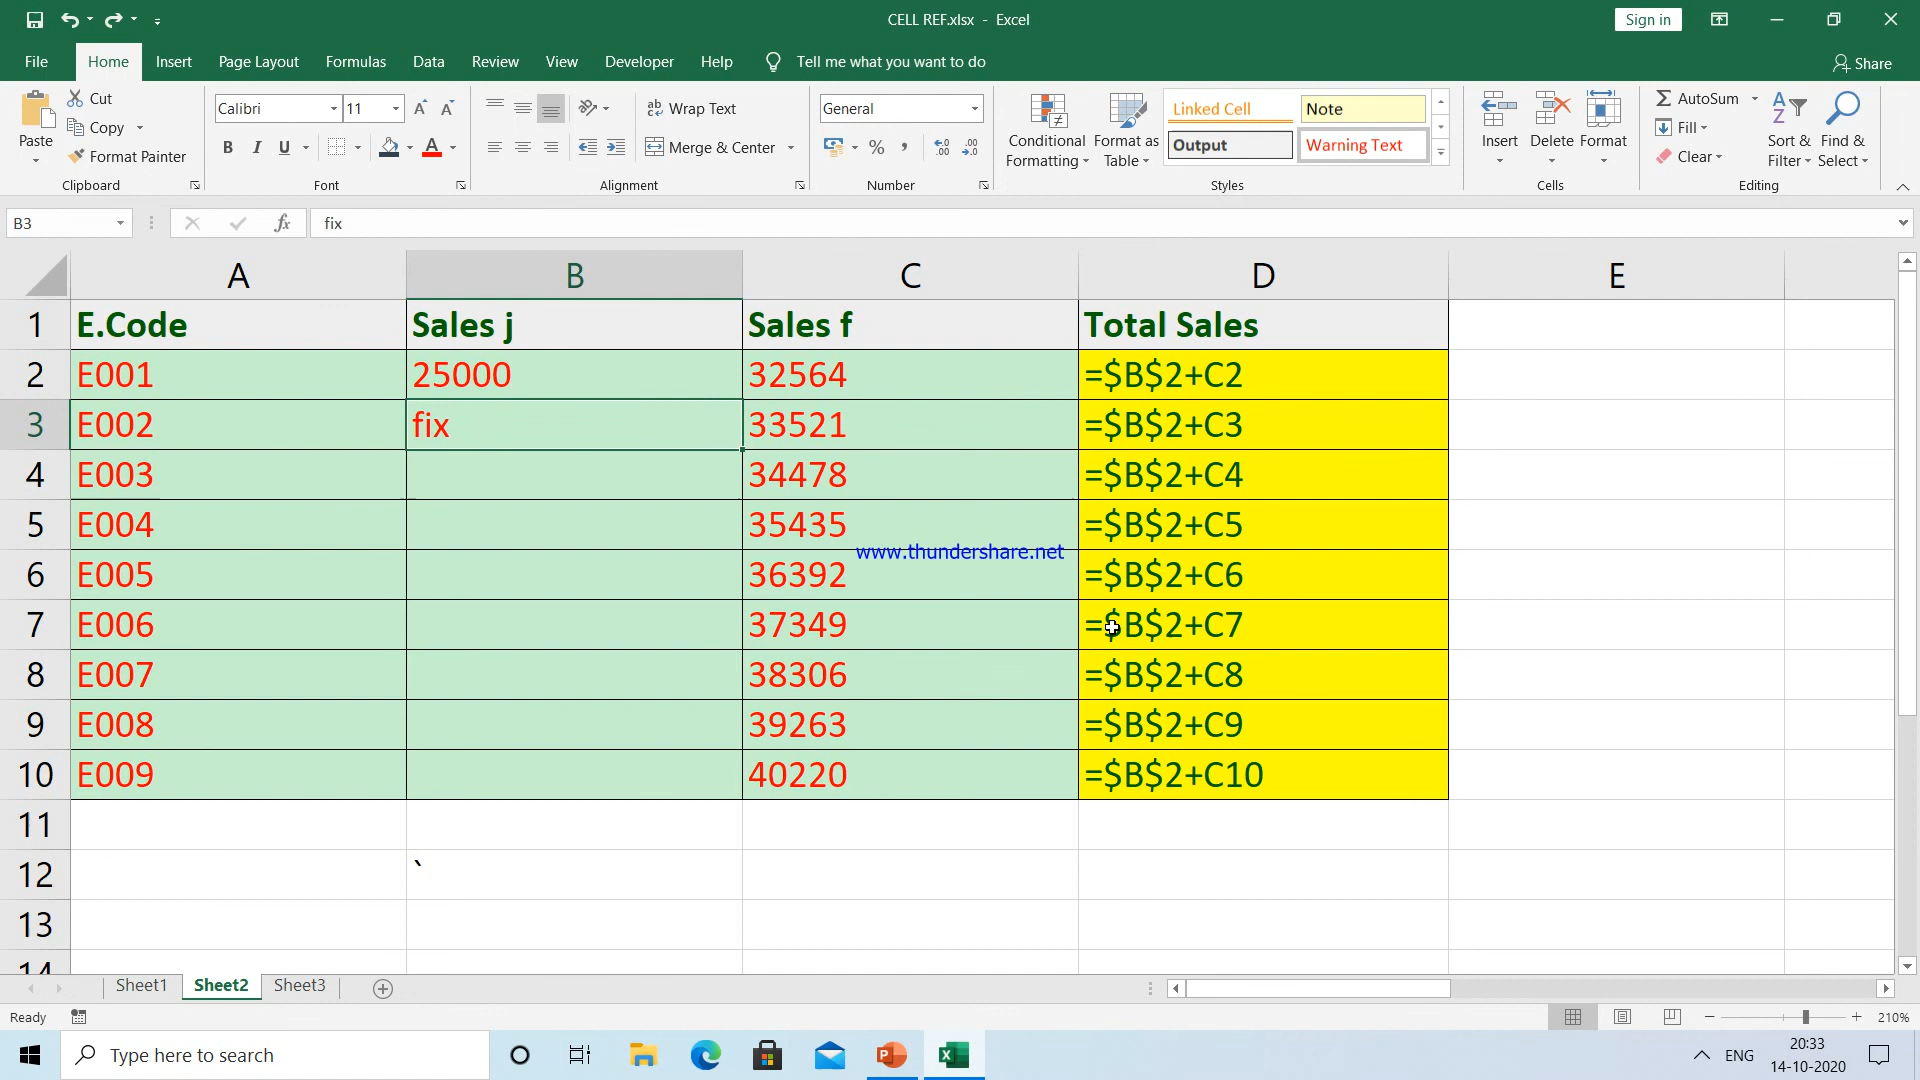 CELL REF.xlsx - Excel
Sign in
File Home Insert Page Layout Formulas Data Review View Developer Help Tell me what you want to do
Share
Paste
Cut
Copy
Format Painter
Clipboard
Calibri 11
B I U
Font
Wrap Text
Merge & Center
Alignment
General
Number
Conditional Formatting
Format as Table
Linked Cell Note
Output Warning Text
Styles
Insert Delete Format
Cells
AutoSum
Fill
Clear
Sort & Filter
Find & Select
Editing
B3 fx fix
A B C D E
1 E.Code Sales j Sales f Total Sales
2 E001 25000 32564 =$B$2+C2
3 E002 fix 33521 =$B$2+C3
4 E003 34478 =$B$2+C4
5 E004 35435 =$B$2+C5
www.thundershare.net
6 E005 36392 =$B$2+C6
7 E006 37349 =$B$2+C7
8 E007 38306 =$B$2+C8
9 E008 39263 =$B$2+C9
10 E009 40220 =$B$2+C10
11
12 `
13
14
Sheet1 Sheet2 Sheet3
Ready
210%
Type here to search
ENG
20:33
14-10-2020